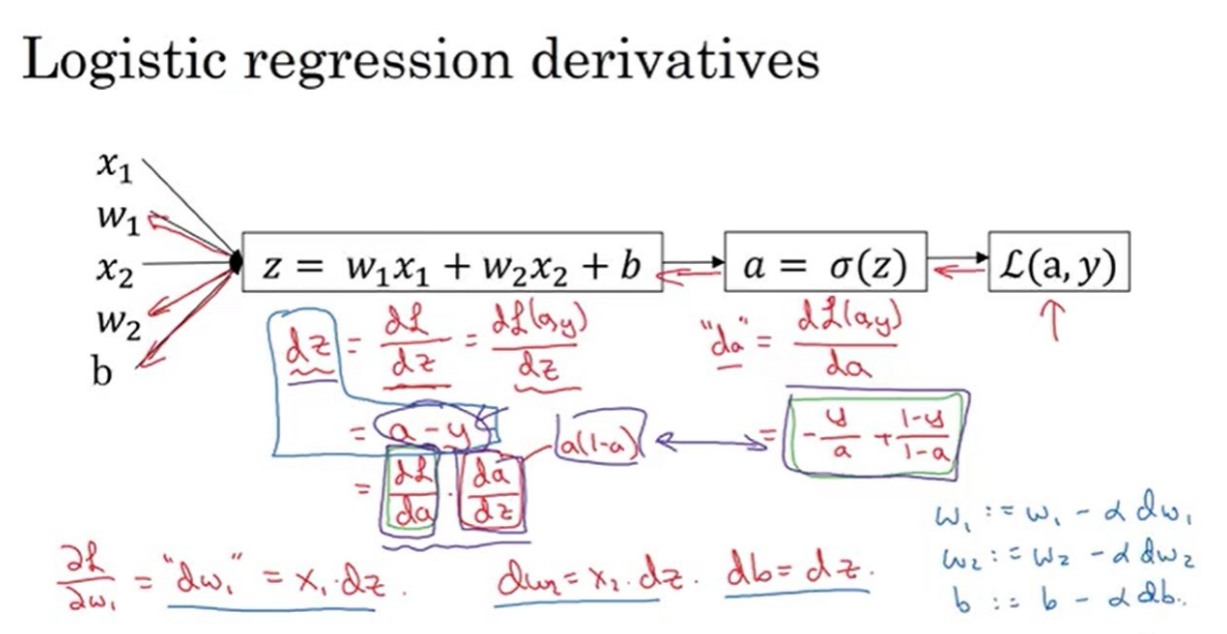 Logistic regression derivatives
x₁
w₁
x₂
w₂
b
z = w₁x₁ + w₂x₂ + b
a = σ(z)
ℒ(a, y)
dz = dℒ/dz = dℒ(a,y)/dz
= a - y
= dℒ/da · da/dz
a(1-a)
"da" = dℒ(a,y)/da
= -y/a + (1-y)/(1-a)
∂ℒ/∂w₁ = "dw₁" = x₁·dz.
dw₂ = x₂·dz.
db = dz.
w₁ := w₁ - α dw₁
w₂ := w₂ - α dw₂
b := b - α db.